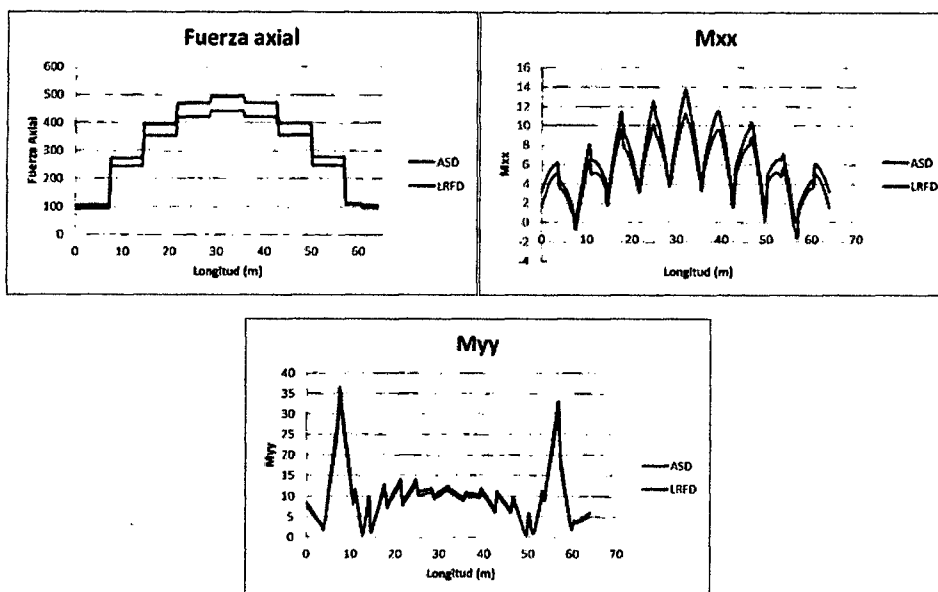 Fuerza axial
Fuerza Axial
600
500
400
300
200
100
0
0 10 20 30 40 50 60 70
Longitud (m)
ASD
LRFD
Mxx
Mxx
16
14
12
10
8
6
4
2
0
-2
-4
0 10 20 30 40 50 60 70
Longitud (m)
ASD
LRFD
Myy
Myy
40
35
30
25
20
15
10
5
0
0 10 20 30 40 50 60 70
Longitud (m)
ASD
LRFD